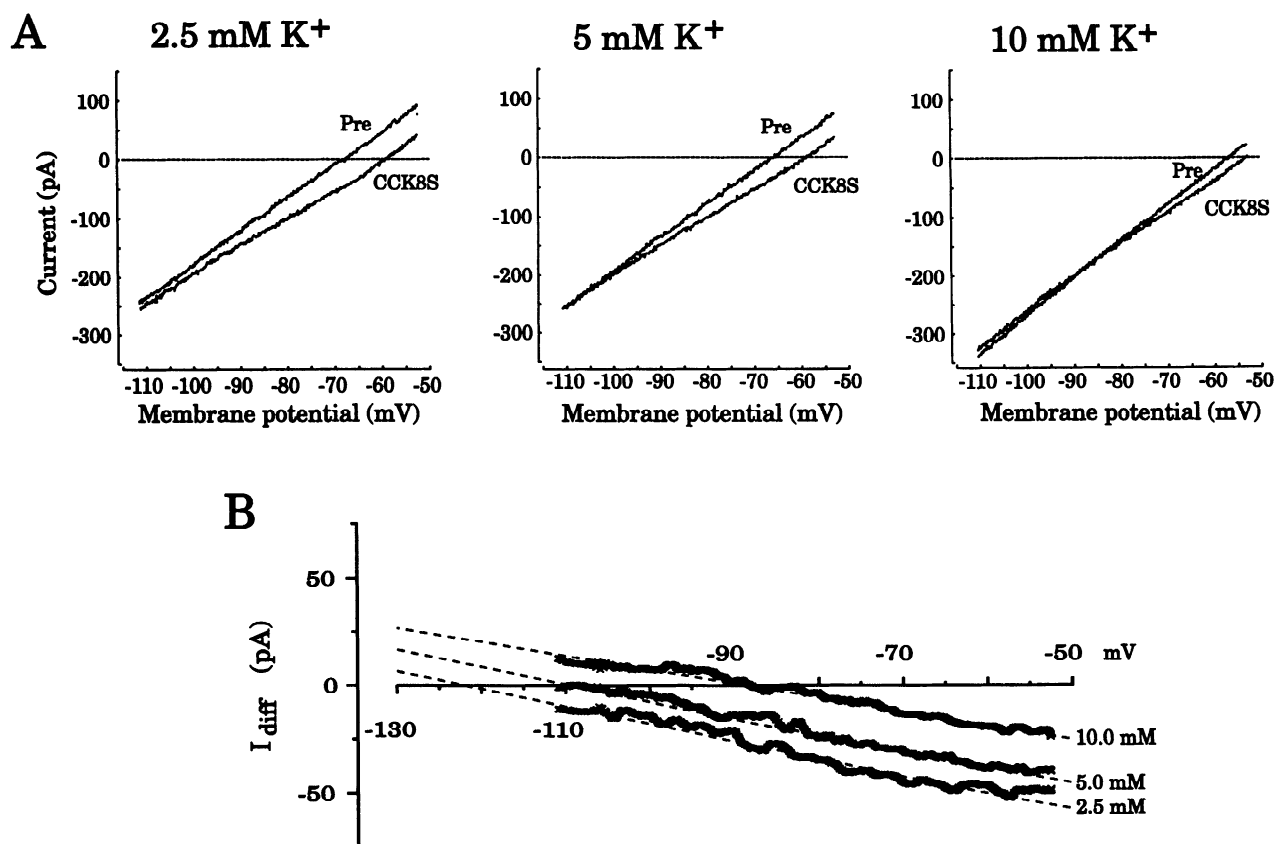 A
2.5 mM K+
5 mM K+
10 mM K+
Current (pA)
100
0
-100
-200
-300
Pre
CCK8S
-110 -100 -90 -80 -70 -60 -50
Membrane potential (mV)
100
0
-100
-200
-300
Pre
CCK8S
-110 -100 -90 -80 -70 -60 -50
Membrane potential (mV)
100
0
-100
-200
-300
Pre
CCK8S
-110 -100 -90 -80 -70 -60 -50
Membrane potential (mV)
B
I diff (pA)
50
0
-50
-90 -70 -50 mV
-130 -110
10.0 mM
5.0 mM
2.5 mM